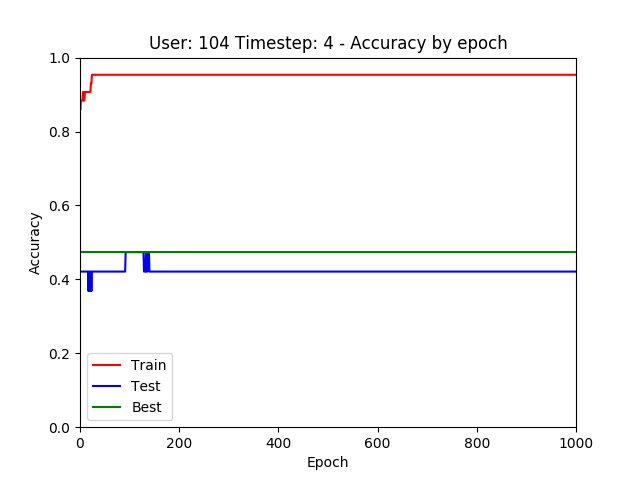 User: 104 Timestep: 4 - Accuracy by epoch
1.0
0.8
0.6
0.4
0.2
0.0
Accuracy
Train
Test
Best
0 200 400 600 800 1000
Epoch